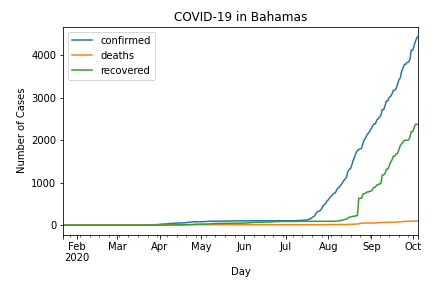 COVID-19 in Bahamas
confirmed
deaths
recovered
Number of Cases
4000
3000
2000
1000
0
Feb Mar Apr May Jun Jul Aug Sep Oct
2020
Day